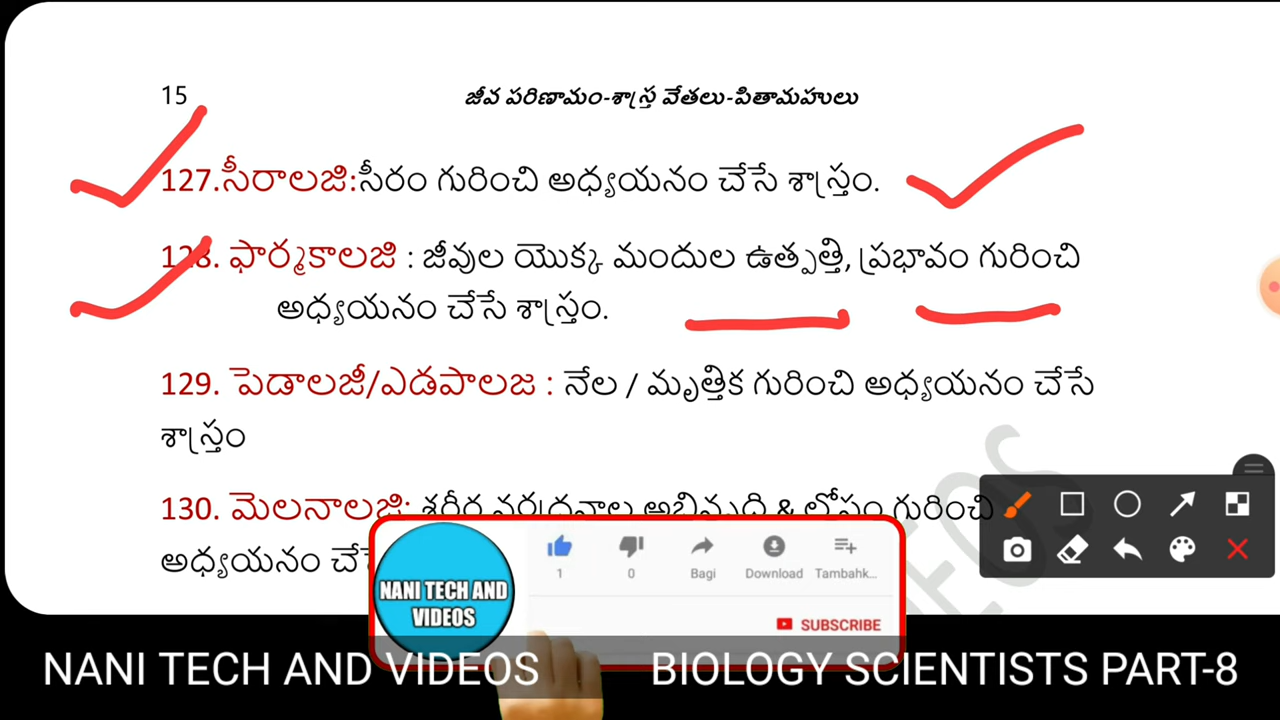 15 జీవ పరిణామం-శాస్త్ర వేతలు-పితామహులు
127.సీరాలజి:సీరం గురించి అధ్యయనం చేసే శాస్త్రం.
128. ఫార్మకాలజి : జీవుల యొక్క మందుల ఉత్పత్తి, ప్రభావం గురించి
అధ్యయనం చేసే శాస్త్రం.
129. పెడాలజీ/ఎడపాలజ : నేల / మృత్తిక గురించి అధ్యయనం చేసే
శాస్త్రం
130. మెలనాలజి: శరీర & లోపం గురించి
అధ్యయనం
NANI TECH AND
VIDEOS
1 0 Bagi Download Tambahk...
SUBSCRIBE
NANI TECH AND VIDEOS BIOLOGY SCIENTISTS PART-8